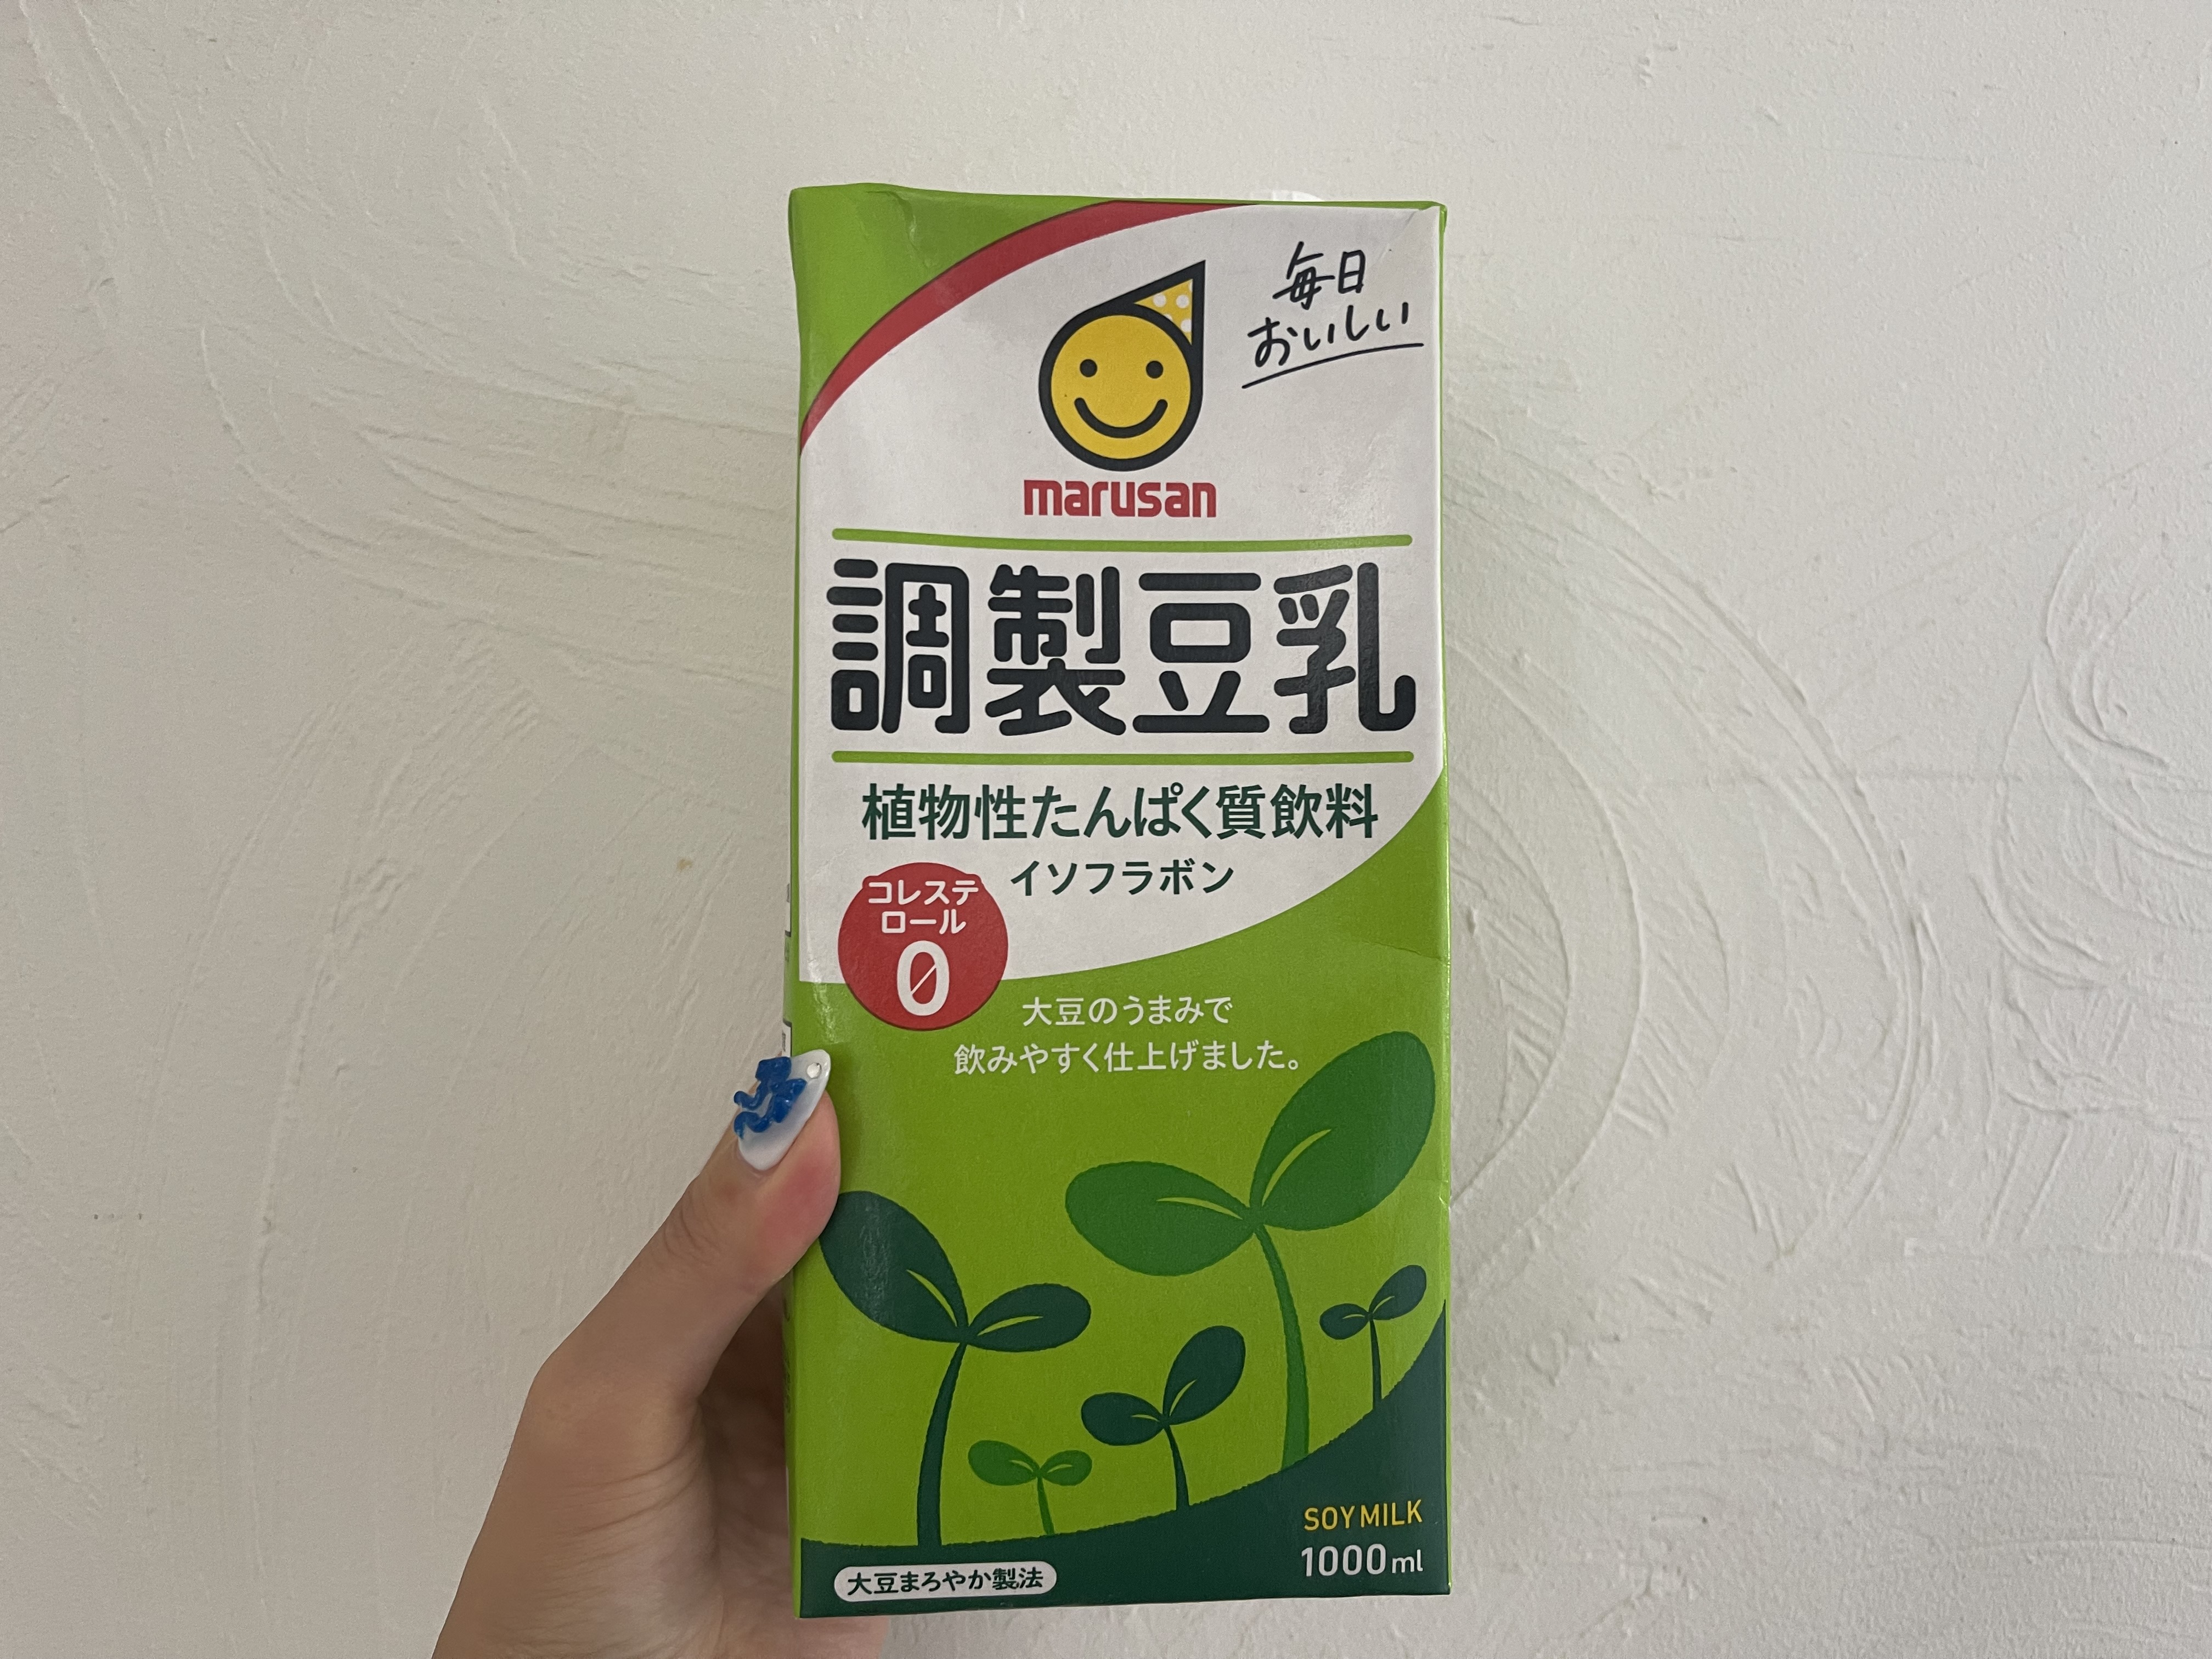 毎日
おいしい
marusan
調製豆乳
植物性たんぱく質飲料
イソフラボン
コレステ
ロール
0
大豆のうまみで
飲みやすく仕上げました。
SOYMILK
1000ml
大豆まろやか製法